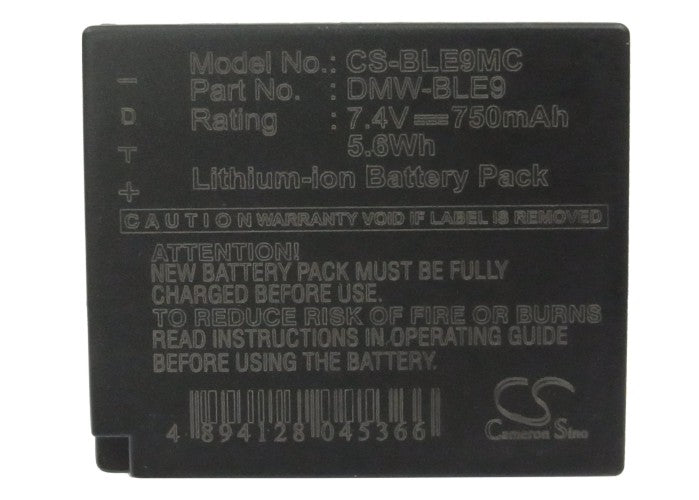 Model No.: CS-BLE9MC
Part No. : DMW-BLE9
Rating : 7.4V⎓750mAh
5.6Wh
Lithium-ion Battery Pack
CAUTION WARRANTY VOID IF LABEL IS REMOVED
ATTENTION!
NEW BATTERY PACK MUST BE FULLY
CHARGED BEFORE USE.
TO REDUCE RISK OF FIRE OR BURNS
READ INSTRUCTIONS IN OPERATING GUIDE
BEFORE USING THE BATTERY.
4 894128 045366
CS
Cameron Sino
−
D
T
+